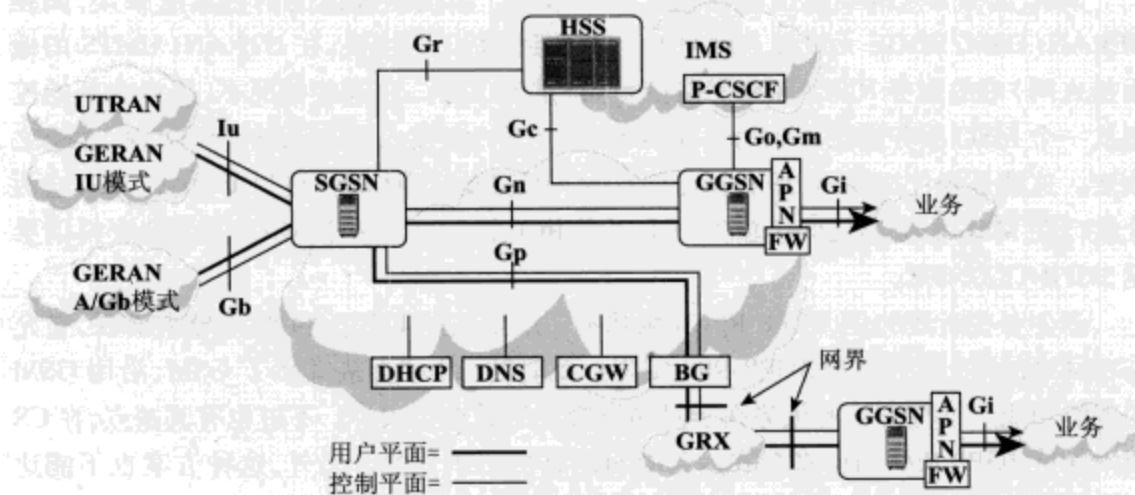 HSS
IMS
P-CSCF
Gr
Gc
Go,Gm
UTRAN
Iu
GERAN
IU模式
SGSN
Gn
GGSN
APN
FW
Gi
业务
GERAN
A/Gb模式
Gb
Gp
DHCP
DNS
CGW
BG
网界
GRX
GGSN
APN
FW
Gi
业务
用户平面=
控制平面=